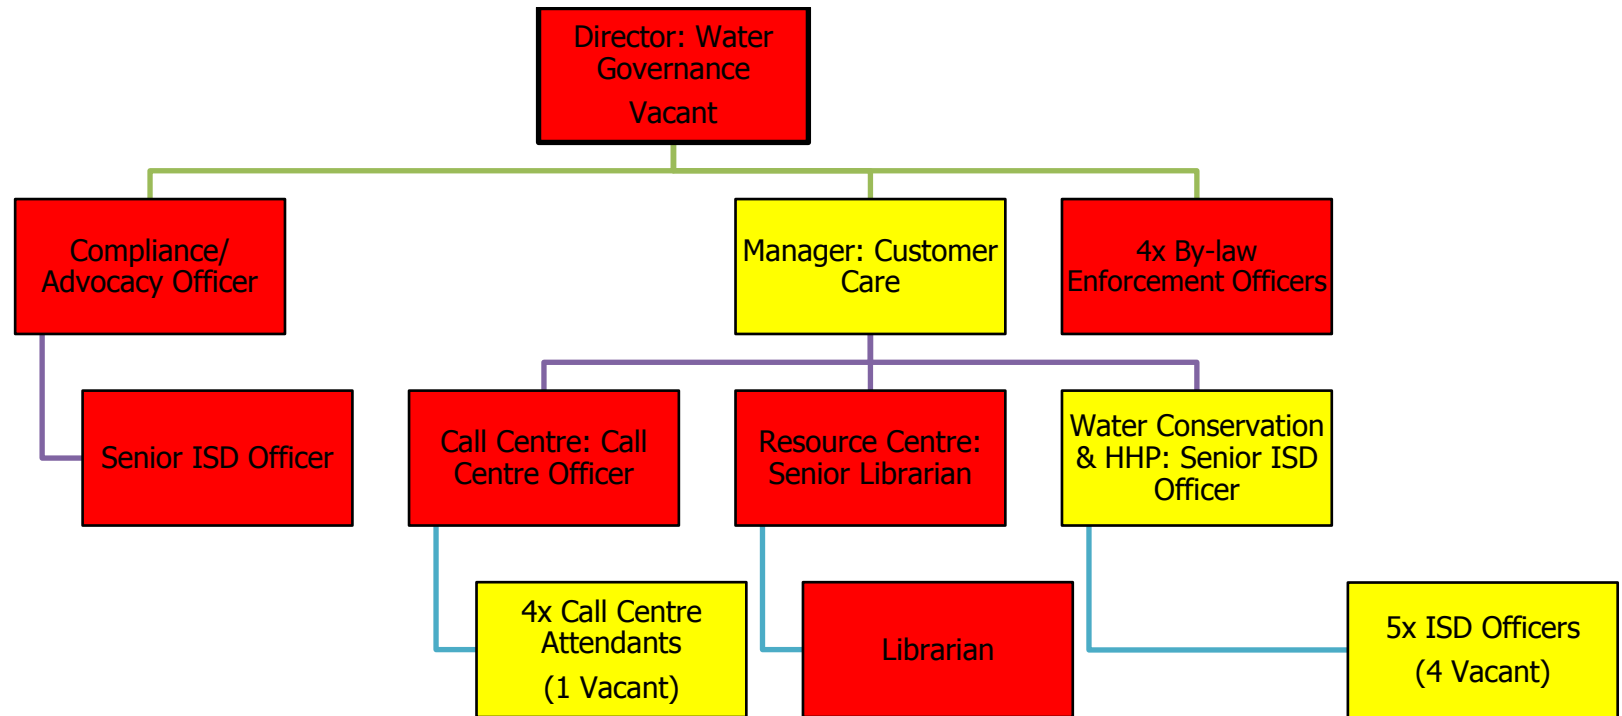 Director: Water
Governance
Vacant
Compliance/
Advocacy Officer
Manager: Customer
Care
4x By-law
Enforcement Officers
Senior ISD Officer
Call Centre: Call
Centre Officer
Resource Centre:
Senior Librarian
Water Conservation
& HHP: Senior ISD
Officer
4x Call Centre
Attendants
(1 Vacant)
Librarian
5x ISD Officers
(4 Vacant)